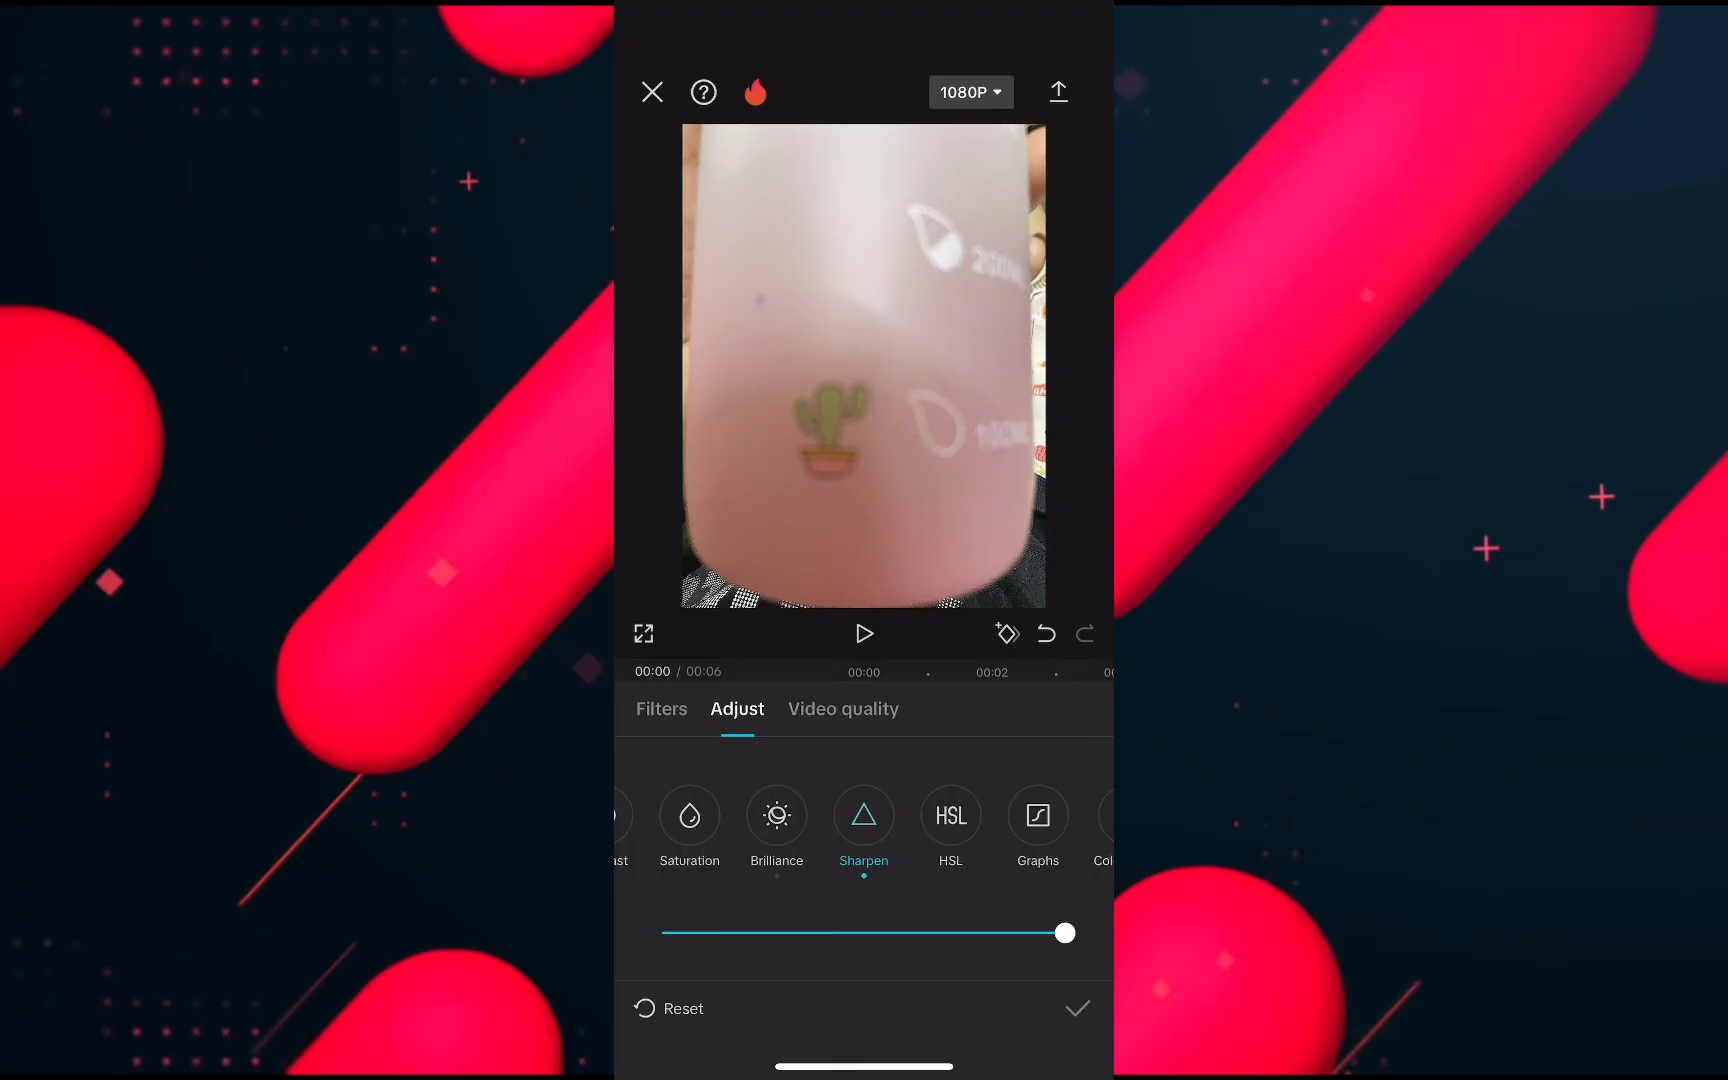 1080P
00:00 / 00:06 00:00 00:02
Filters Adjust Video quality
HSL
Saturation Brilliance Sharpen HSL Graphs
Reset